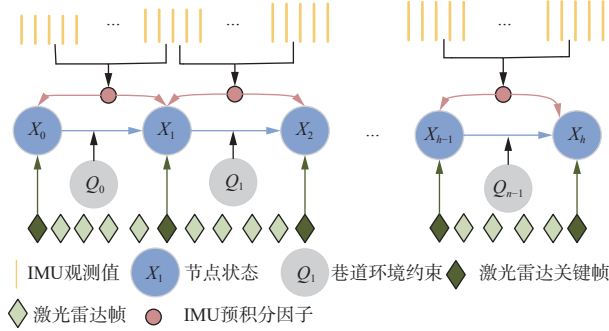 ... ...
X0 X1 X2 ... Xh−1 Xh
Q0 Q1 Qn−1
IMU观测值 X1 节点状态 Q1 巷道环境约束 激光雷达关键帧
激光雷达帧 IMU预积分因子